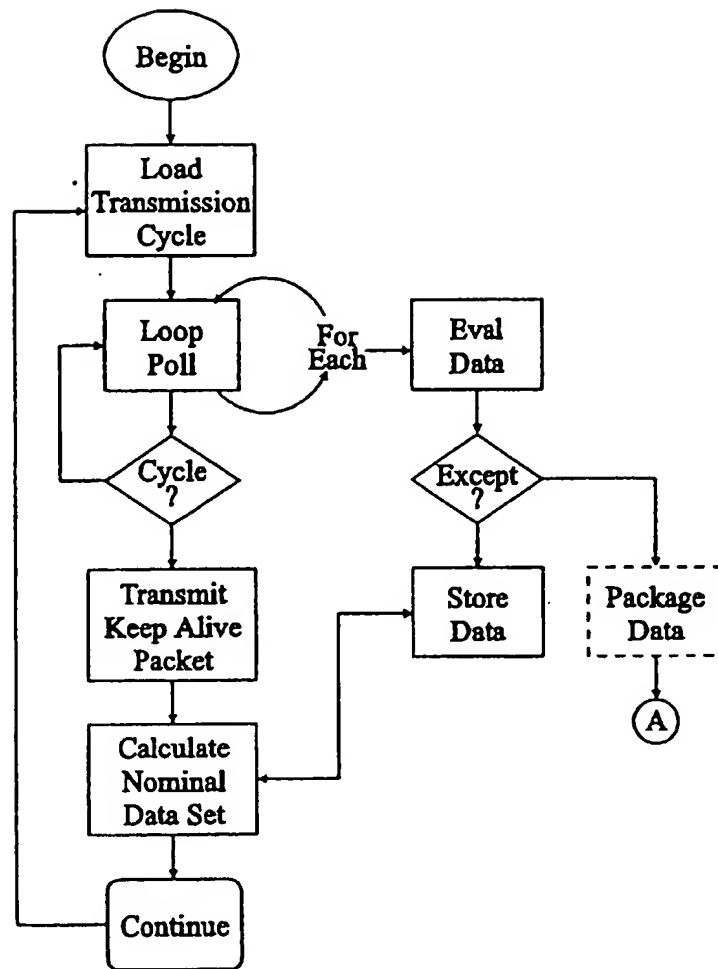 Begin
Load
Transmission
Cycle
Loop
Poll
For
Each
Eval
Data
Cycle
?
Except
?
Transmit
Keep Alive
Packet
Store
Data
Package
Data
A
Calculate
Nominal
Data Set
Continue